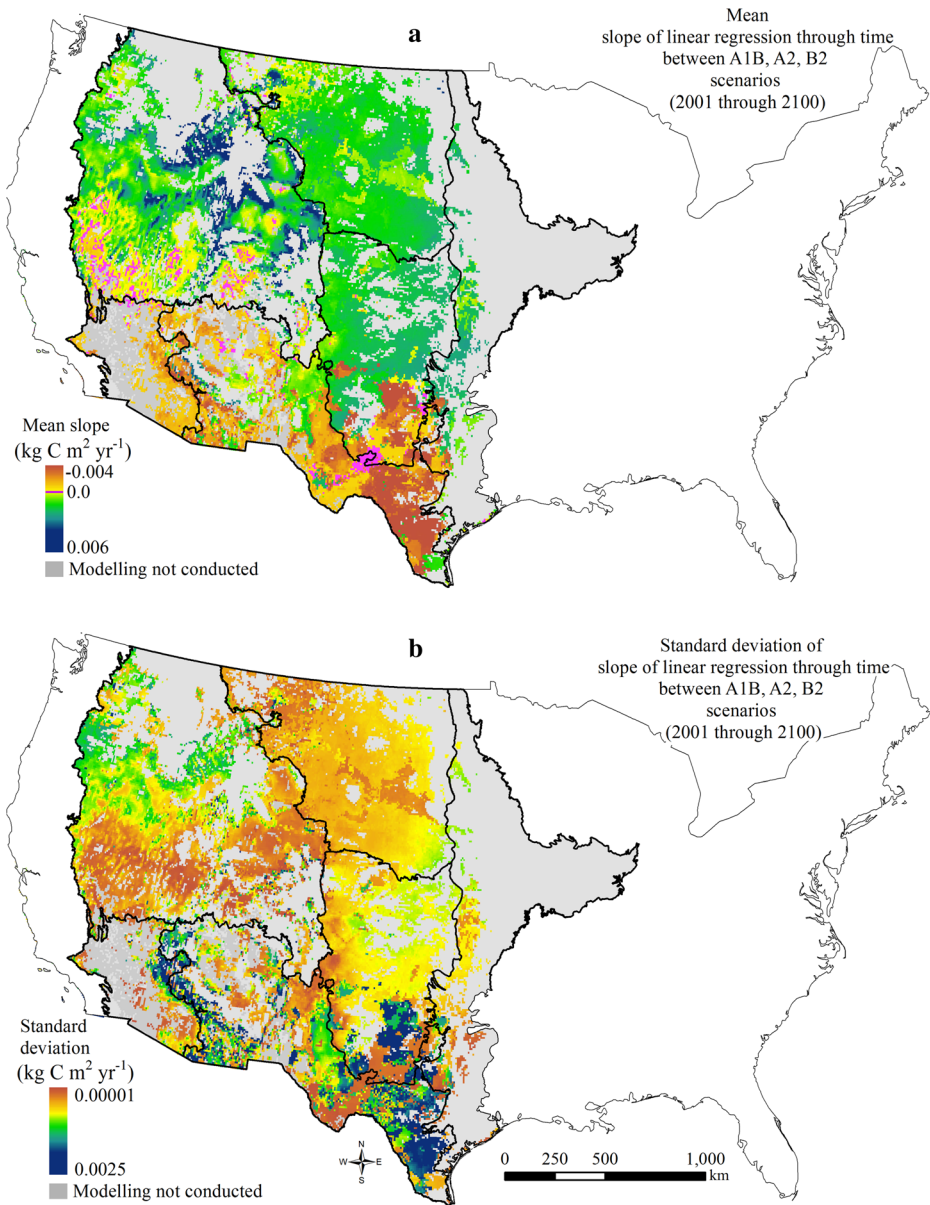 a
Mean
slope of linear regression through time
between A1B, A2, B2
scenarios
(2001 through 2100)
Mean slope
(kg C m² yr⁻¹)
-0.004
0.0
0.006
Modelling not conducted
b
Standard deviation of
slope of linear regression through time
between A1B, A2, B2
scenarios
(2001 through 2100)
Standard
deviation
(kg C m² yr⁻¹)
0.00001
0.0025
Modelling not conducted
N
W E
S
0 250 500 1,000
km